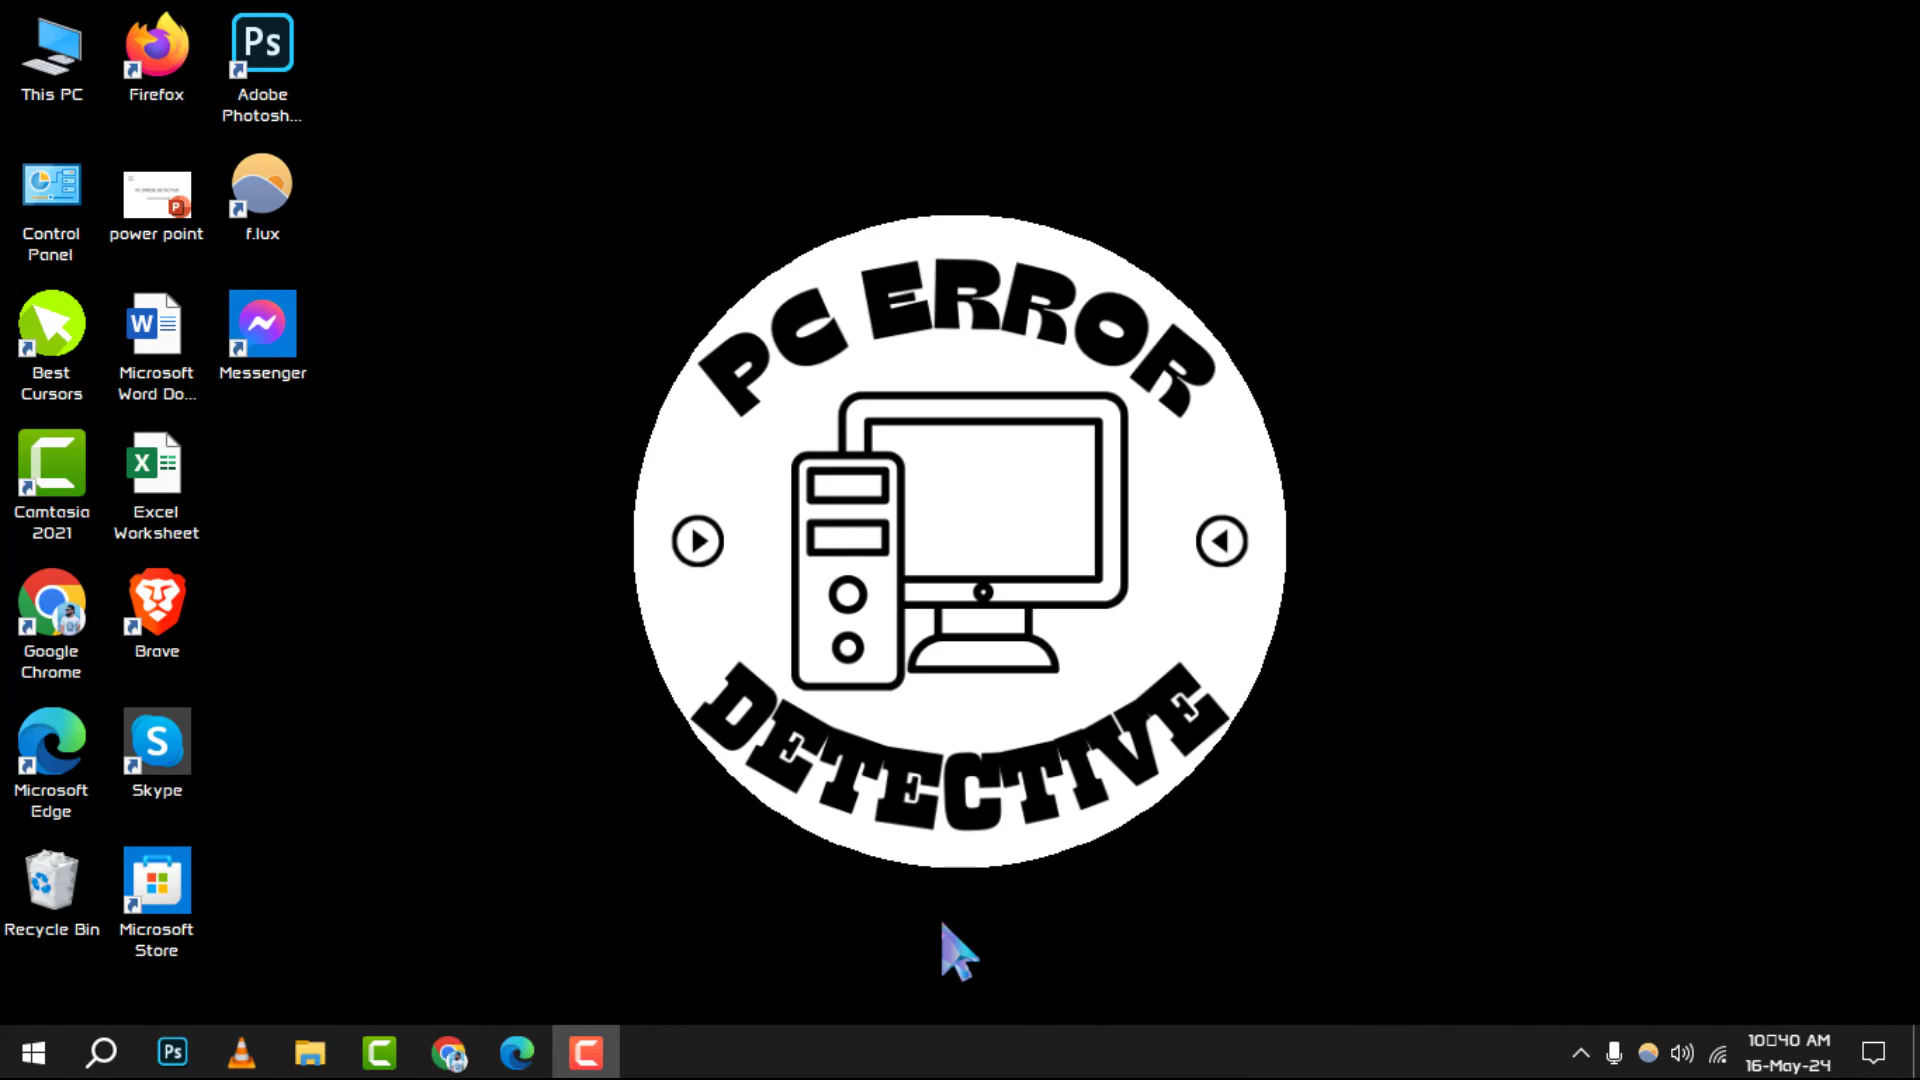 This PC
Firefox
Adobe
Photosh...
Control
Panel
power point
f.lux
Best
Cursors
Microsoft
Word Do...
Messenger
Camtasia
2021
Excel
Worksheet
Google
Chrome
Brave
Microsoft
Edge
Skype
Recycle Bin
Microsoft
Store
PC ERROR
DETECTIVE
Ps
P
W
X
S
Ps
10□40 AM
16-May-24